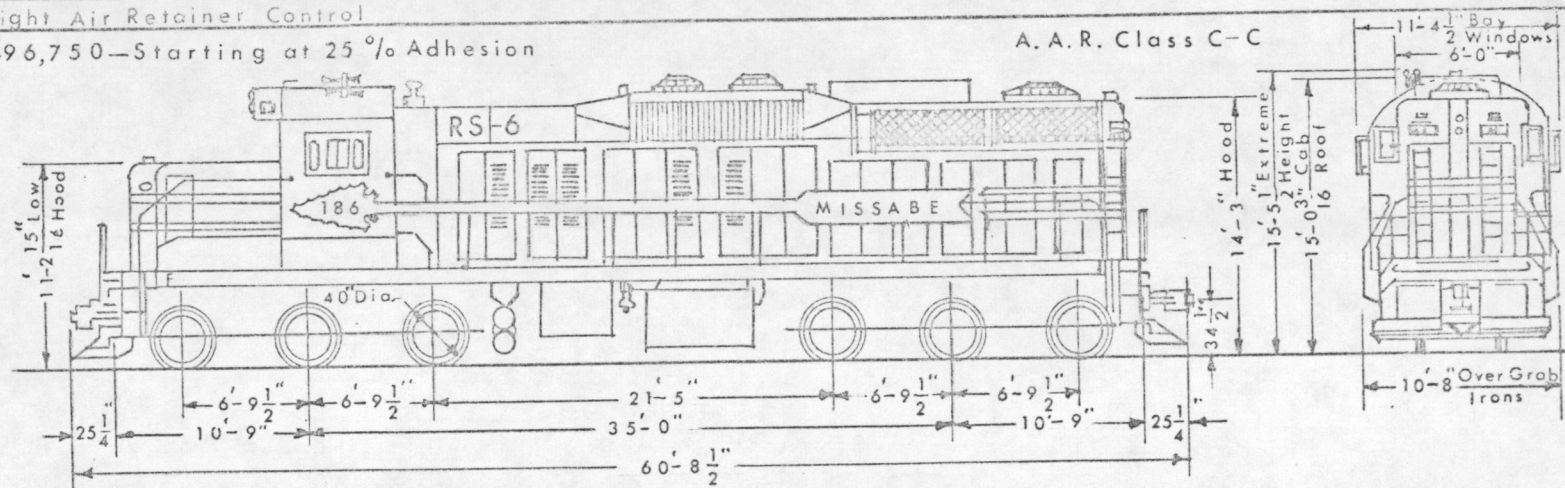 ight Air Retainer Control
496,750—Starting at 25 % Adhesion
A.A.R. Class C-C
11'-4 1/2" Bay Windows
6'-0"
RS-6
186
MISSABE
11'-2 15/16" Low Hood
40" Dia.
14'-3" Hood
15'-5 1/2" Extreme Height
15'-0 3/16" Cab Roof
34 1/2"
6'-9 1/2"
6'-9 1/2"
21'-5"
6'-9 1/2"
6'-9 1/2"
10'-8" Over Grab Irons
25 1/4"
10'-9"
35'-0"
10'-9"
25 1/4"
60'-8 1/2"